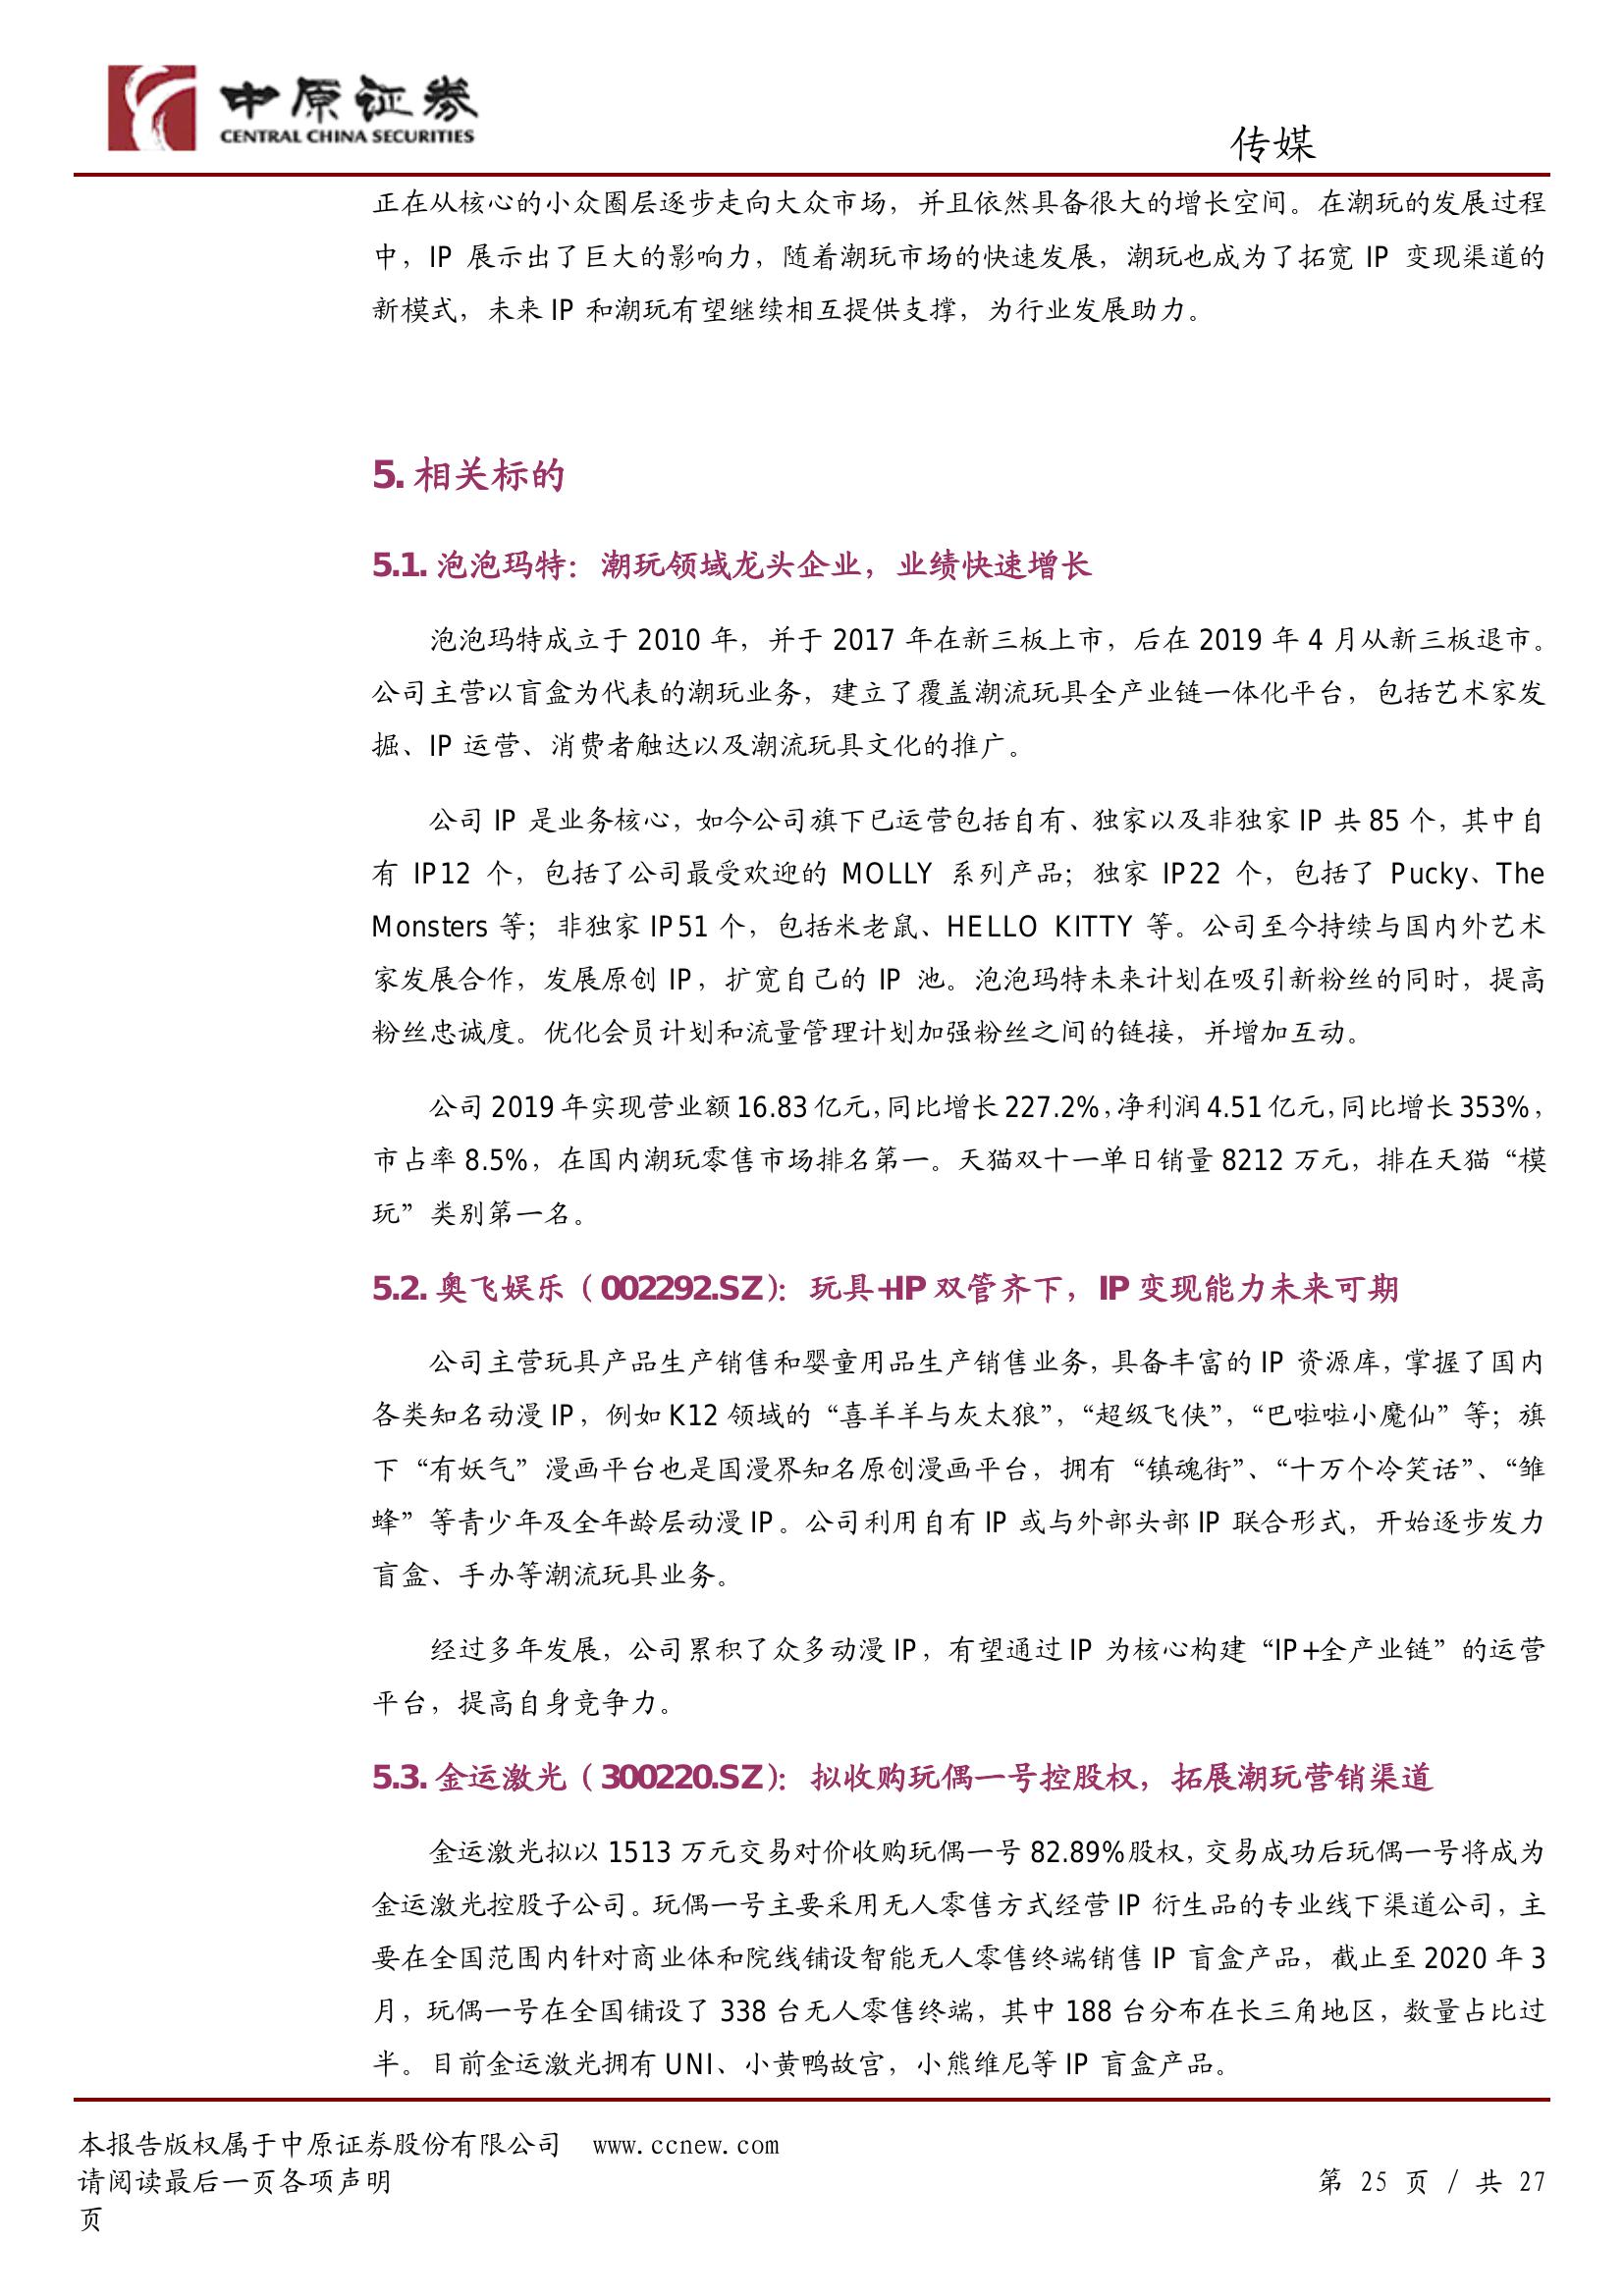 中原证券
CENTRAL CHINA SECURITIES
传媒
正在从核心的小众圈层逐步走向大众市场，并且依然具备很大的增长空间。在潮玩的发展过程
中，IP 展示出了巨大的影响力，随着潮玩市场的快速发展，潮玩也成为了拓宽 IP 变现渠道的
新模式，未来 IP 和潮玩有望继续相互提供支撑，为行业发展助力。
5. 相关标的
5.1. 泡泡玛特：潮玩领域龙头企业，业绩快速增长
泡泡玛特成立于 2010 年，并于 2017 年在新三板上市，后在 2019 年 4 月从新三板退市。
公司主营以盲盒为代表的潮玩业务，建立了覆盖潮流玩具全产业链一体化平台，包括艺术家发
掘、IP 运营、消费者触达以及潮流玩具文化的推广。
公司 IP 是业务核心，如今公司旗下已运营包括自有、独家以及非独家 IP 共 85 个，其中自
有 IP12 个，包括了公司最受欢迎的 MOLLY 系列产品；独家 IP22 个，包括了 Pucky、The
Monsters 等；非独家 IP51 个，包括米老鼠、HELLO KITTY 等。公司至今持续与国内外艺术
家发展合作，发展原创 IP，扩宽自己的 IP 池。泡泡玛特未来计划在吸引新粉丝的同时，提高
粉丝忠诚度。优化会员计划和流量管理计划加强粉丝之间的链接，并增加互动。
公司 2019 年实现营业额 16.83 亿元，同比增长 227.2%，净利润 4.51 亿元，同比增长 353%，
市占率 8.5%，在国内潮玩零售市场排名第一。天猫双十一单日销量 8212 万元，排在天猫“模
玩”类别第一名。
5.2. 奥飞娱乐（002292.SZ）：玩具+IP 双管齐下，IP 变现能力未来可期
公司主营玩具产品生产销售和婴童用品生产销售业务，具备丰富的 IP 资源库，掌握了国内
各类知名动漫 IP，例如 K12 领域的“喜羊羊与灰太狼”，“超级飞侠”，“巴啦啦小魔仙”等；旗
下“有妖气”漫画平台也是国漫界知名原创漫画平台，拥有“镇魂街”、“十万个冷笑话”、“雏
蜂”等青少年及全年龄层动漫 IP。公司利用自有 IP 或与外部头部 IP 联合形式，开始逐步发力
盲盒、手办等潮流玩具业务。
经过多年发展，公司累积了众多动漫 IP，有望通过 IP 为核心构建“IP+全产业链”的运营
平台，提高自身竞争力。
5.3. 金运激光（300220.SZ）：拟收购玩偶一号控股权，拓展潮玩营销渠道
金运激光拟以 1513 万元交易对价收购玩偶一号 82.89%股权，交易成功后玩偶一号将成为
金运激光控股子公司。玩偶一号主要采用无人零售方式经营 IP 衍生品的专业线下渠道公司，主
要在全国范围内针对商业体和院线铺设智能无人零售终端销售 IP 盲盒产品，截止至 2020 年 3
月，玩偶一号在全国铺设了 338 台无人零售终端，其中 188 台分布在长三角地区，数量占比过
半。目前金运激光拥有 UNI、小黄鸭故宫，小熊维尼等 IP 盲盒产品。
本报告版权属于中原证券股份有限公司 www.ccnew.com
请阅读最后一页各项声明 第 25 页 / 共 27
页